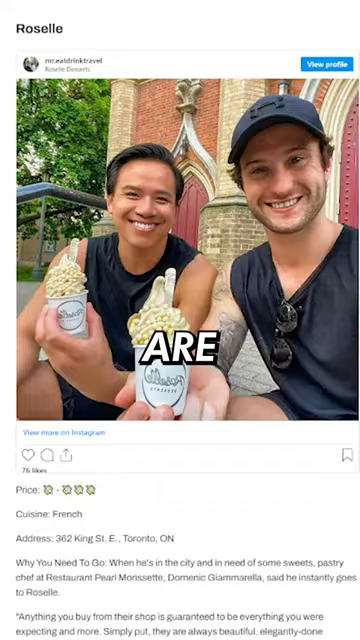 Roselle
mr.eatdrinktravel
Roselle Desserts
View profile
Roselle
ARE
Roselle
DESSERTS
View more on Instagram
76 likes
Price: 💸 - 💸💸💸
Cuisine: French
Address: 362 King St. E., Toronto, ON
Why You Need To Go: When he's in the city and in need of some sweets, pastry
chef at Restaurant Pearl Morissette, Domenic Giammarella, said he instantly goes
to Roselle.
"Anything you buy from their shop is guaranteed to be everything you were
expecting and more. Simply put, they are always beautiful, elegantly-done